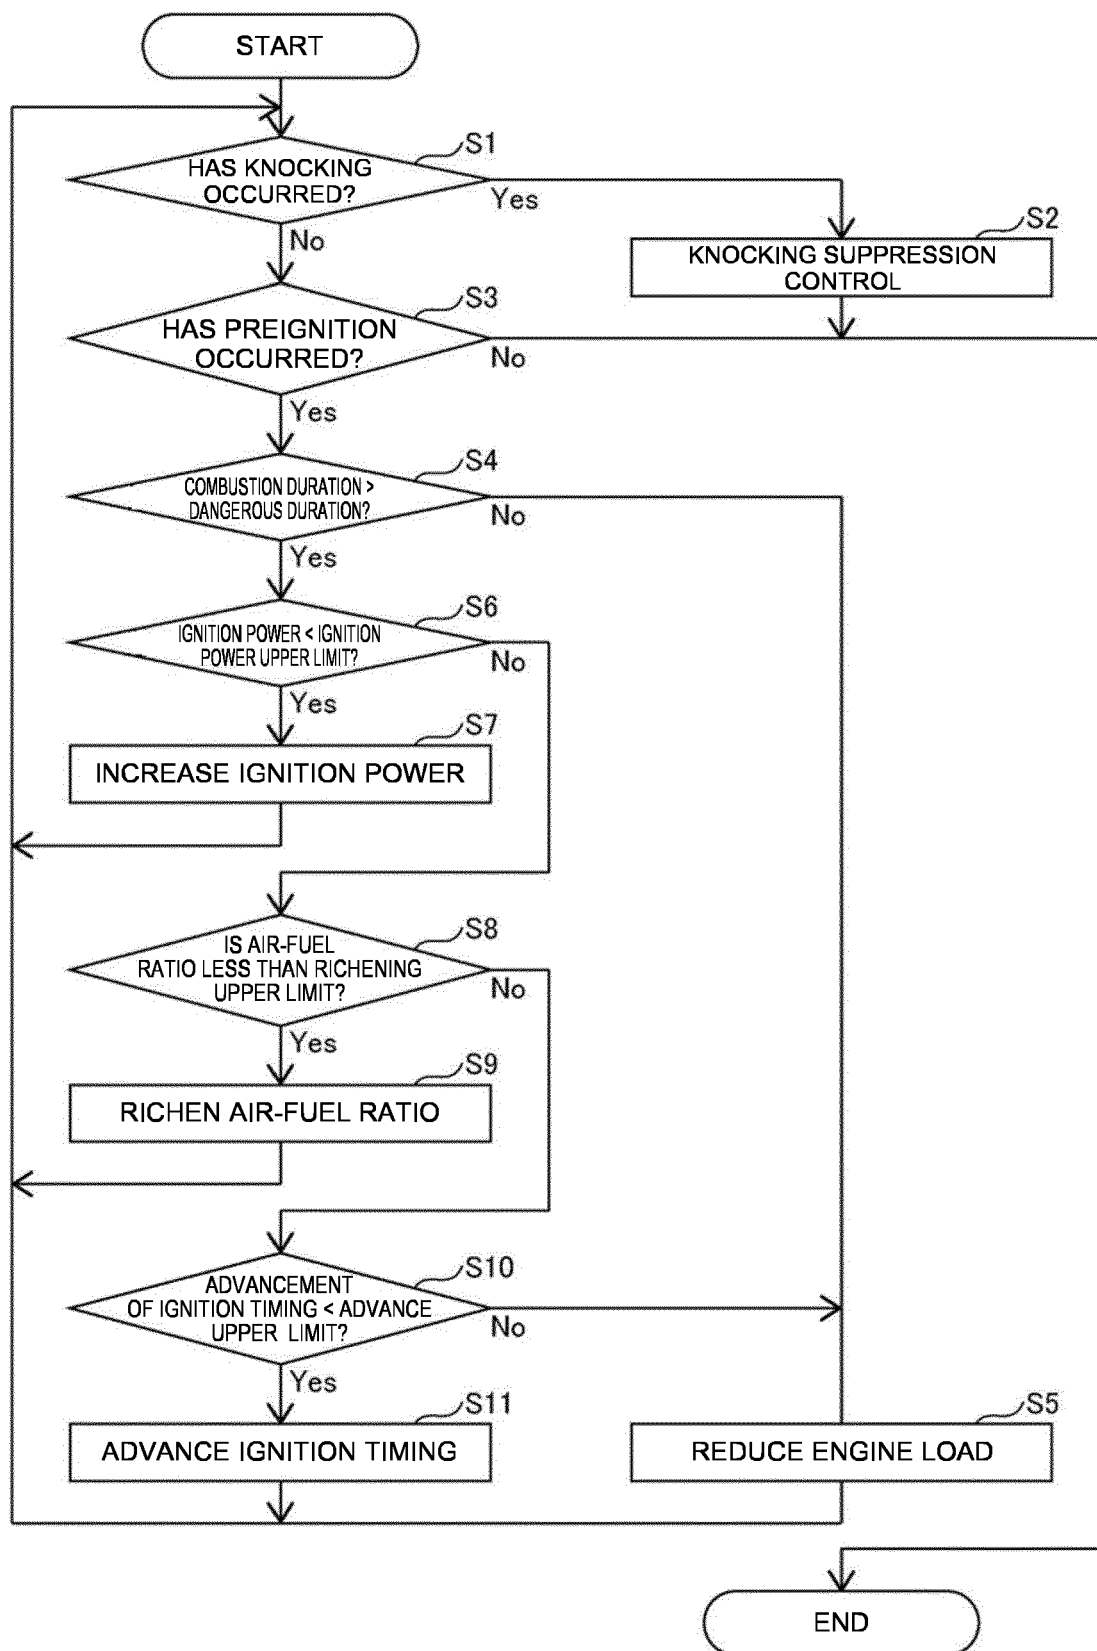 START
S1
HAS KNOCKING
OCCURRED?
Yes
No
S2
KNOCKING SUPPRESSION
CONTROL
S3
HAS PREIGNITION
OCCURRED?
No
Yes
S4
COMBUSTION DURATION >
DANGEROUS DURATION?
No
Yes
S6
IGNITION POWER < IGNITION
POWER UPPER LIMIT?
No
Yes
S7
INCREASE IGNITION POWER
S8
IS AIR-FUEL
RATIO LESS THAN RICHENING
UPPER LIMIT?
No
Yes
S9
RICHEN AIR-FUEL RATIO
S10
ADVANCEMENT
OF IGNITION TIMING < ADVANCE
UPPER LIMIT?
No
Yes
S11
ADVANCE IGNITION TIMING
S5
REDUCE ENGINE LOAD
END